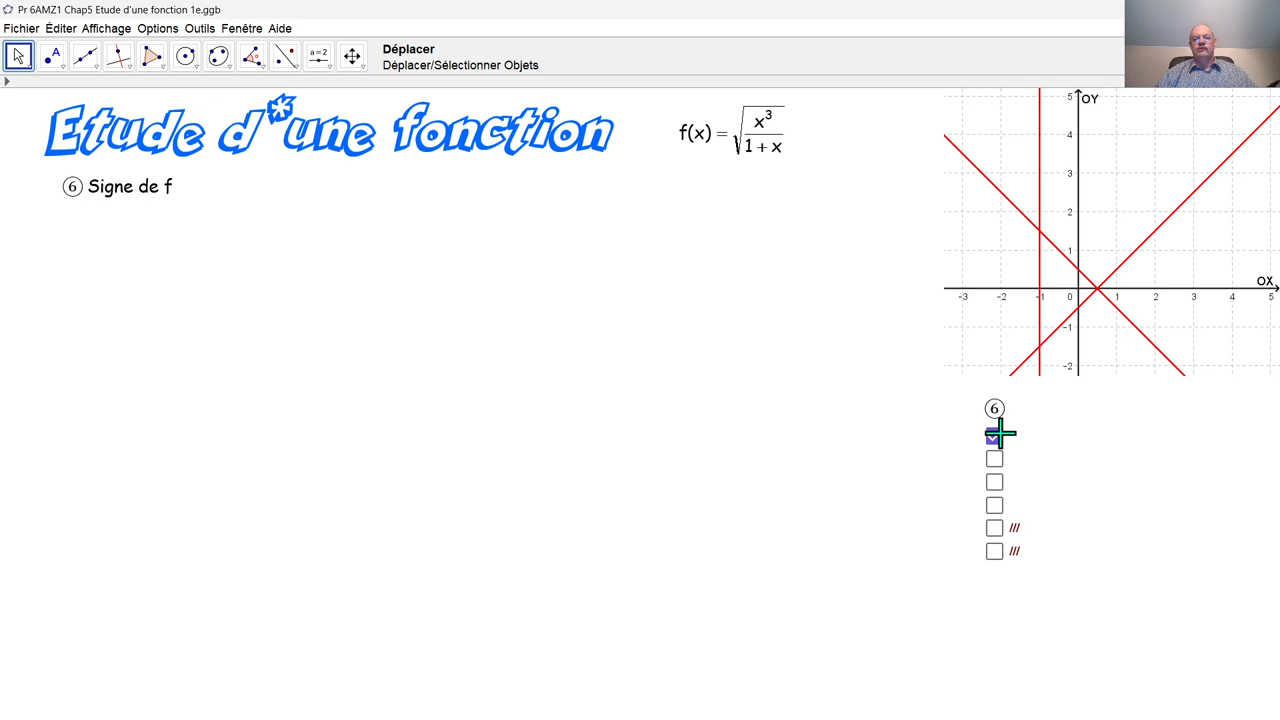 Pr 6AMZ1 Chap5 Etude d'une fonction 1e.ggb
Fichier Éditer Affichage Options Outils Fenêtre Aide
A
a=2
Déplacer
Déplacer/Sélectionner Objets
Etude d*une fonction
f(x) = √(x³/(1+x))
⑥ Signe de f
OY
5
4
3
2
1
OX
-3 -2 -1 0 1 2 3 4 5
-1
-2
⑥
///
///